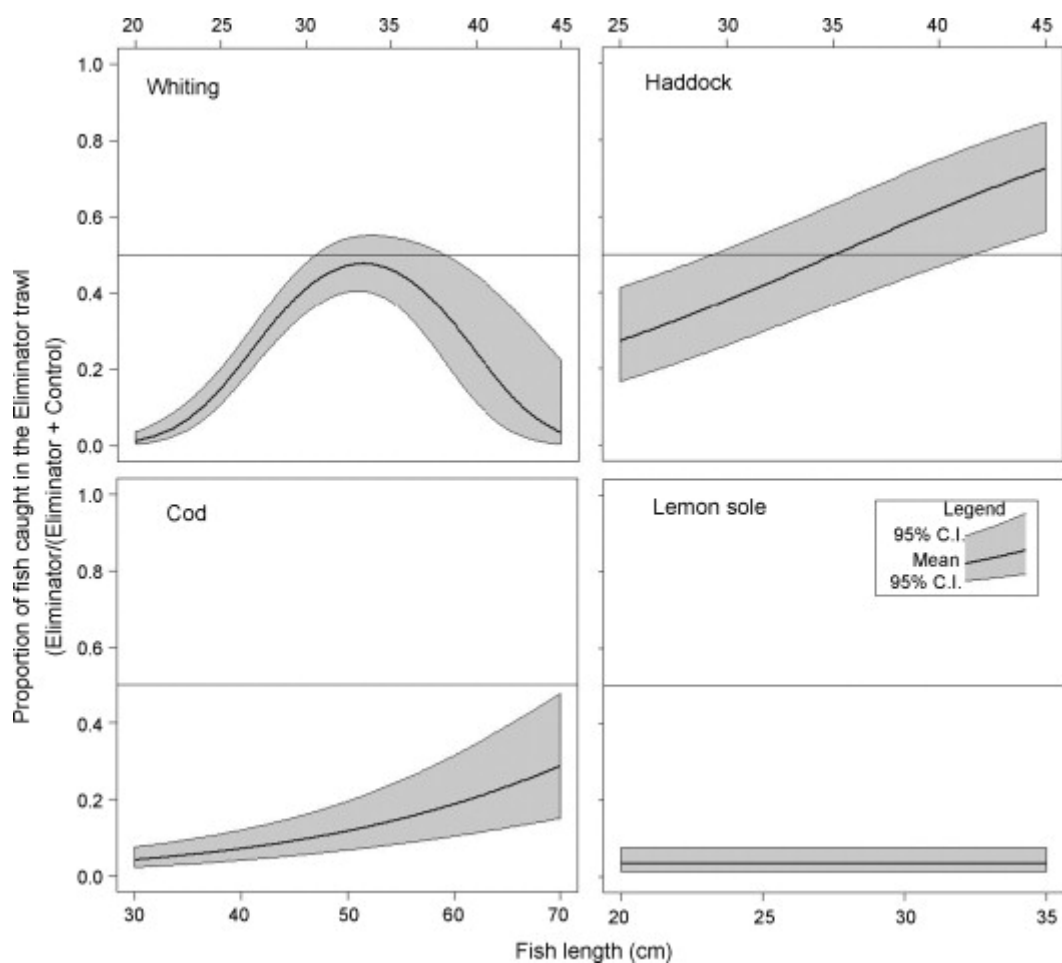 20 25 30 35 40 45
25 30 35 40 45
Whiting
Haddock
1.0
0.8
0.6
0.4
0.2
0.0
Cod
Lemon sole
Legend
95% C.I.
Mean
95% C.I.
1.0
0.8
0.6
0.4
0.2
0.0
30 40 50 60 70
20 25 30 35
Fish length (cm)
Proportion of fish caught in the Eliminator trawl
(Eliminator/(Eliminator + Control)